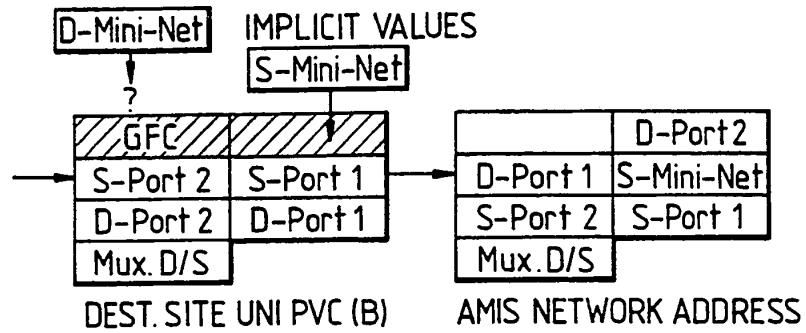 D-Mini-Net IMPLICIT VALUES
S-Mini-Net
?
GFC D-Port 2
S-Port 2 S-Port 1 D-Port 1 S-Mini-Net
D-Port 2 D-Port 1 S-Port 2 S-Port 1
Mux. D/S Mux. D/S
DEST. SITE UNI PVC (B) AMIS NETWORK ADDRESS